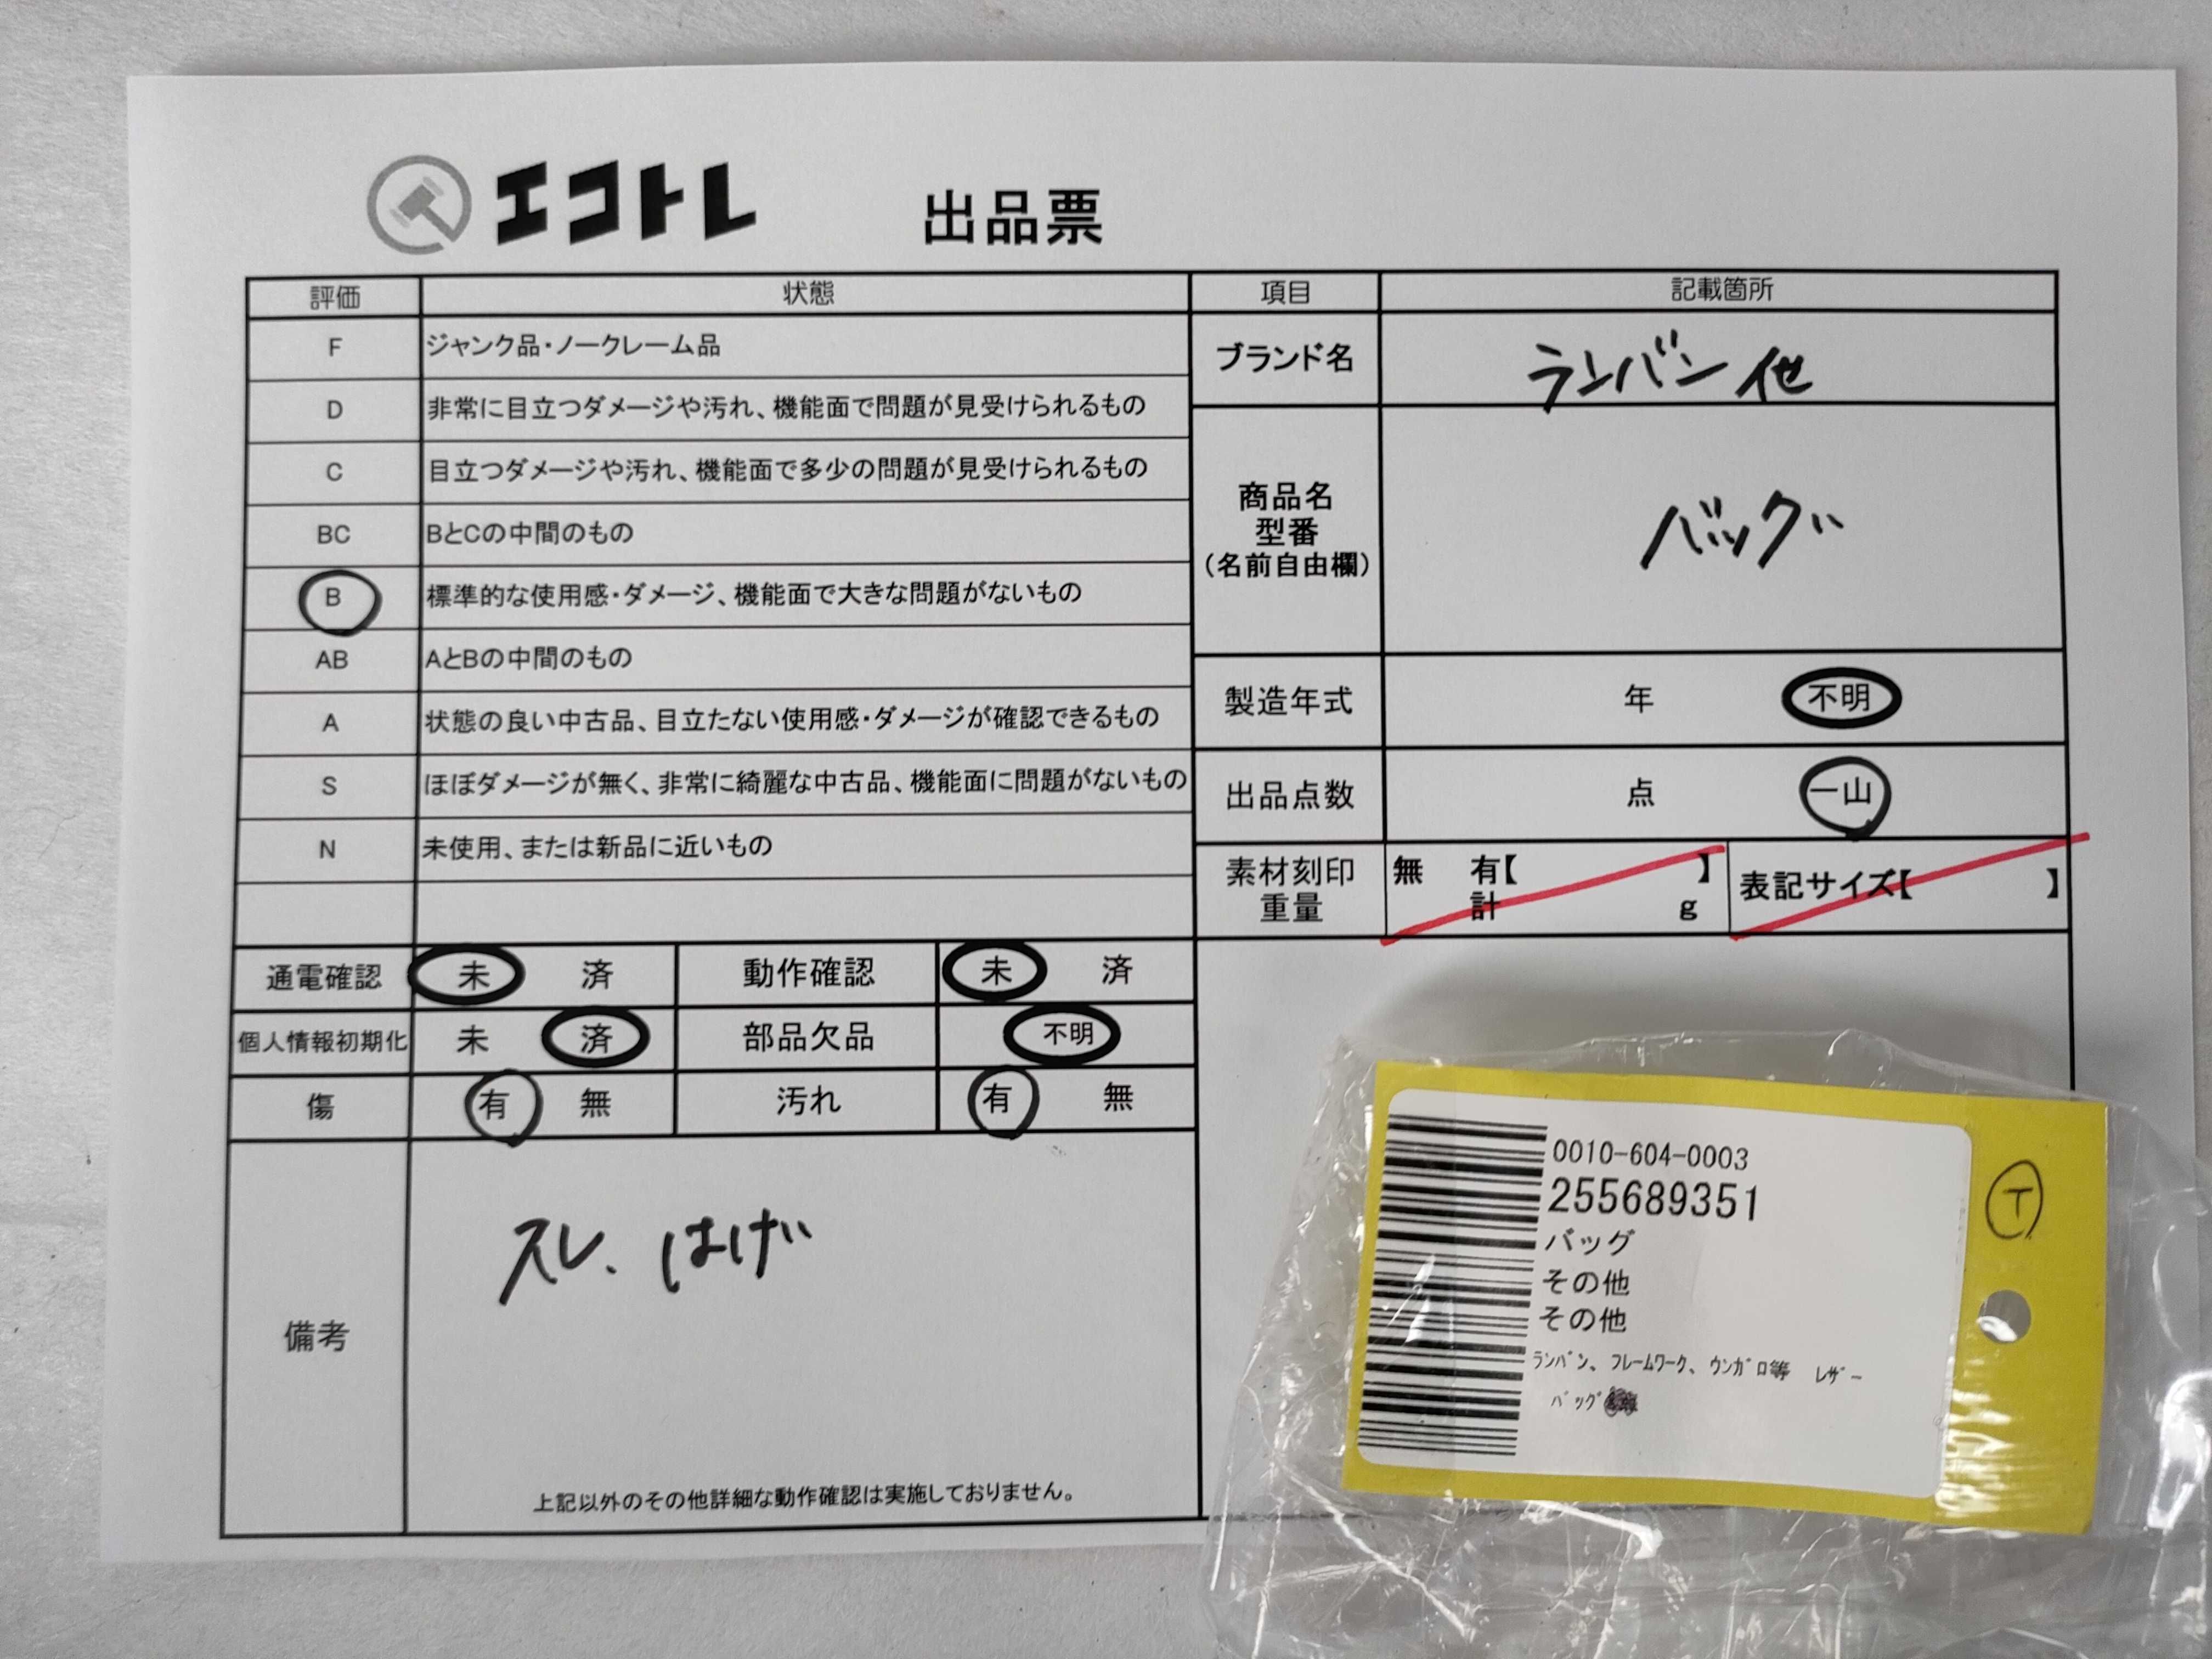 エコトレ 出品票
評価 状態 項目 記載箇所
F ジャンク品・ノークレーム品
D 非常に目立つダメージや汚れ、機能面で問題が見受けられるもの
C 目立つダメージや汚れ、機能面で多少の問題が見受けられるもの
BC BとCの中間のもの
B 標準的な使用感・ダメージ、機能面で大きな問題がないもの
AB AとBの中間のもの
A 状態の良い中古品、目立たない使用感・ダメージが確認できるもの
S ほぼダメージが無く、非常に綺麗な中古品、機能面に問題がないもの
N 未使用、または新品に近いもの
ブランド名 ランバン 他
商品名
型番
(名前自由欄)
バッグ
製造年式 年 不明
出品点数 点 一山
素材刻印
重量
無 有【 】
計 g
表記サイズ【 】
通電確認 未 済 動作確認 未 済
個人情報初期化 未 済 部品欠品 不明
傷 有 無 汚れ 有 無
備考
スレ、はげ
上記以外のその他詳細な動作確認は実施しておりません。
0010-604-0003
255689351
バッグ
その他
その他
ﾗﾝﾊﾞﾝ、ﾌﾚｰﾑﾜｰｸ、ｳﾝｶﾞﾛ等 ﾚｻﾞｰ
ﾊﾞｯｸﾞ
T